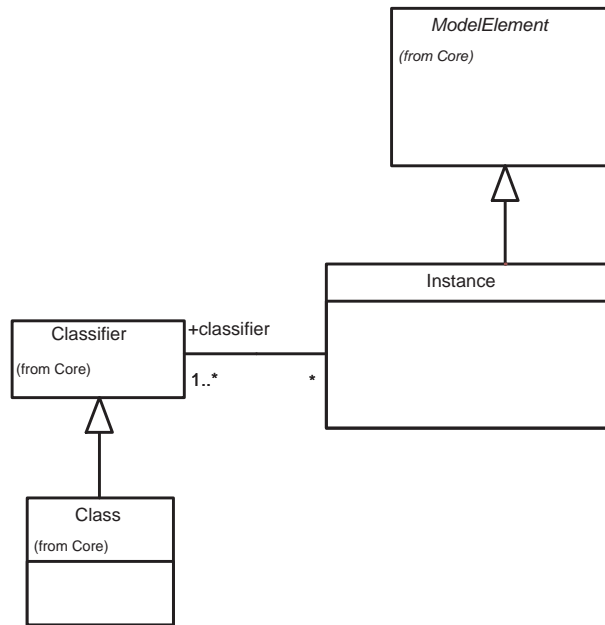 ModelElement
(from Core)
Instance
Classifier
(from Core)
+classifier
1..*
*
Class
(from Core)